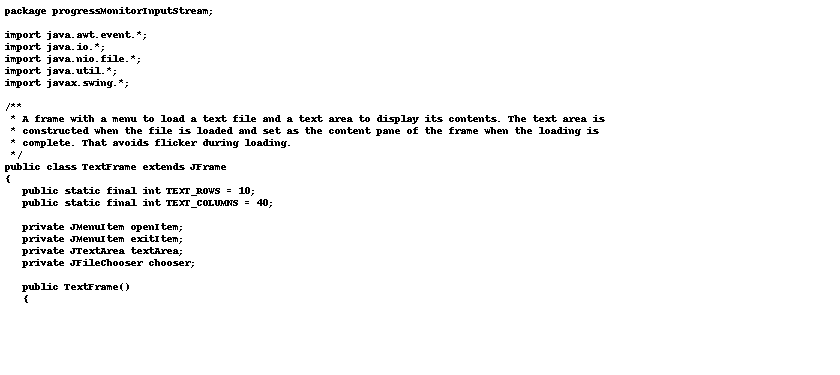 package progressMonitorInputStream;

import java.awt.event.*;
import java.io.*;
import java.nio.file.*;
import java.util.*;
import javax.swing.*;

/**
 * A frame with a menu to load a text file and a text area to display its contents. The text area is
 * constructed when the file is loaded and set as the content pane of the frame when the loading is
 * complete. That avoids flicker during loading.
 */
public class TextFrame extends JFrame
{
   public static final int TEXT_ROWS = 10;
   public static final int TEXT_COLUMNS = 40;

   private JMenuItem openItem;
   private JMenuItem exitItem;
   private JTextArea textArea;
   private JFileChooser chooser;

   public TextFrame()
   {